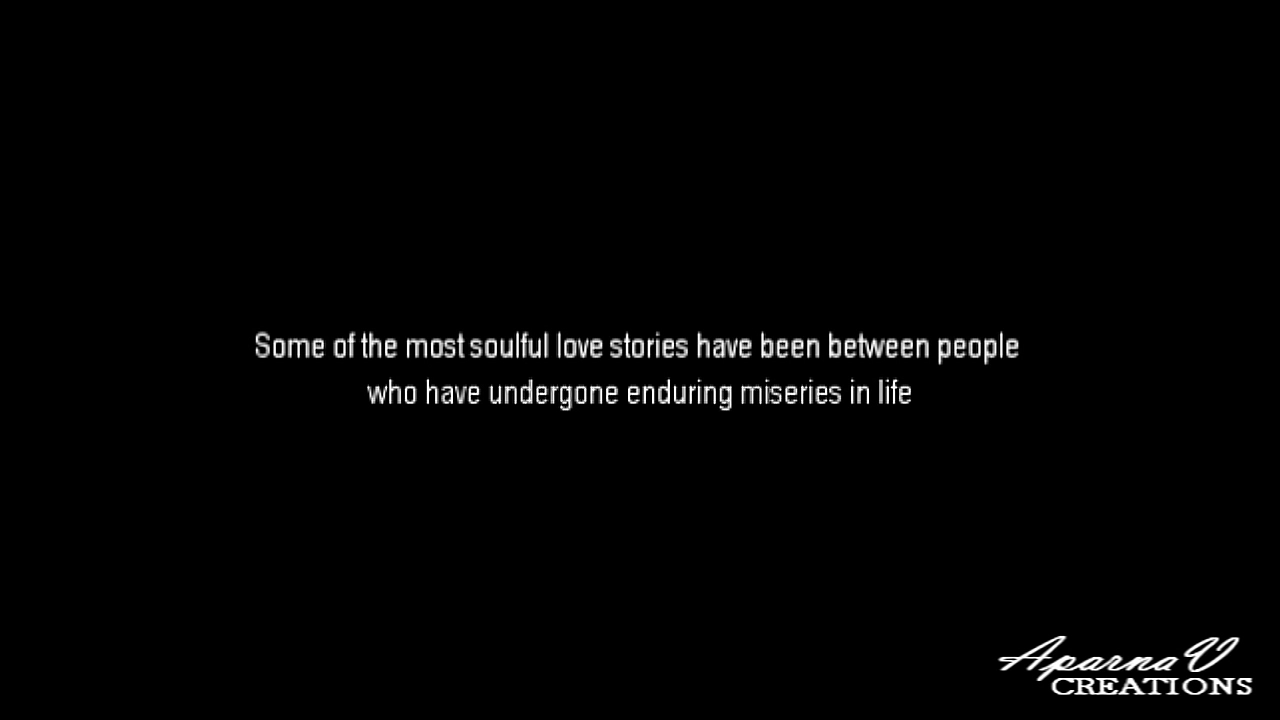 Some of the most soulful love stories have been between people
who have undergone enduring miseries in life
Aparna V
CREATIONS